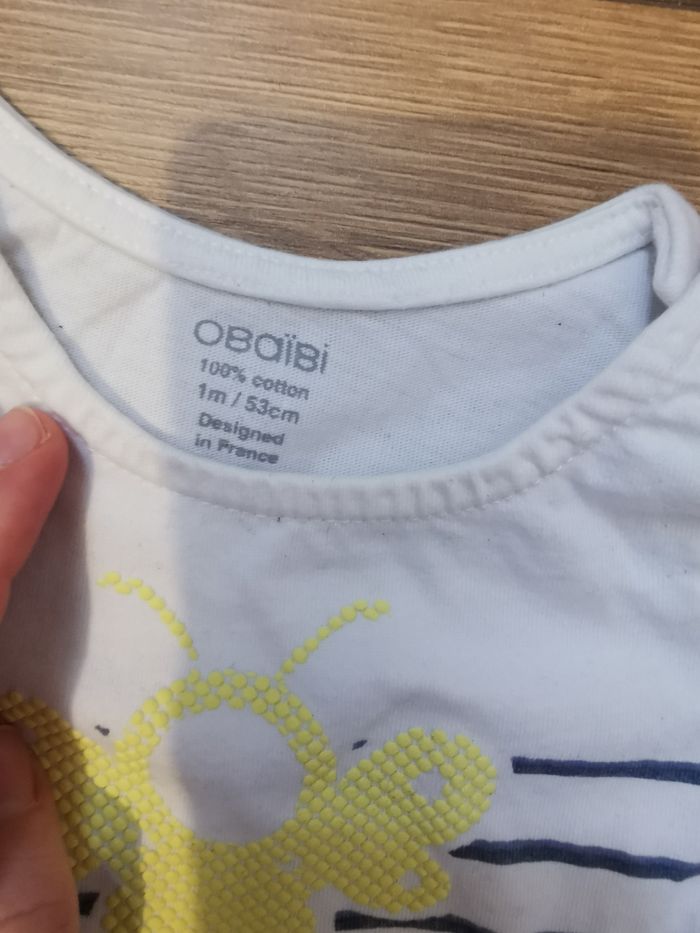 OBaïBi
100% cotton
1m / 53cm
Designed
in France